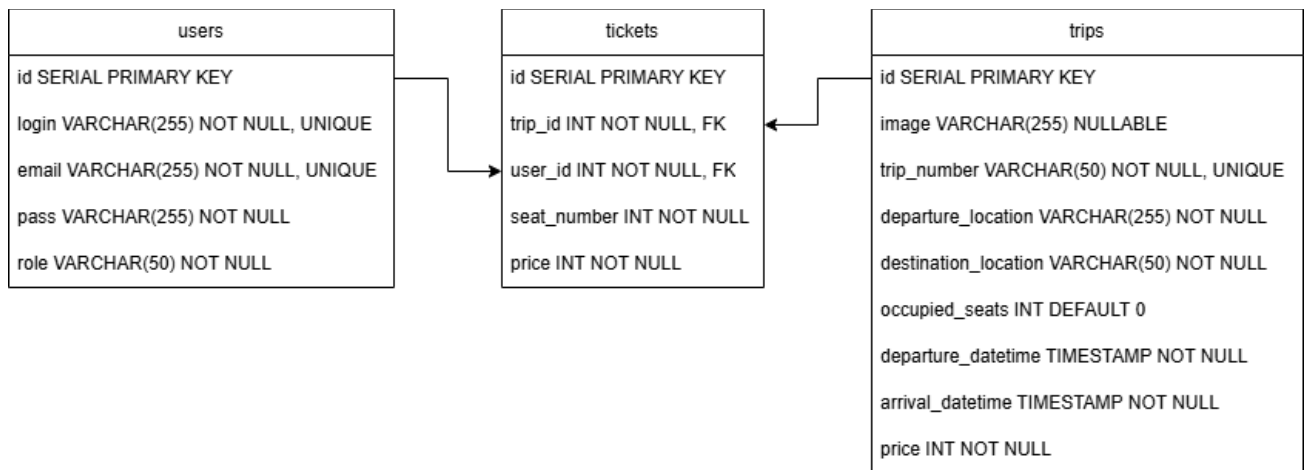 users
id SERIAL PRIMARY KEY
login VARCHAR(255) NOT NULL, UNIQUE
email VARCHAR(255) NOT NULL, UNIQUE
pass VARCHAR(255) NOT NULL
role VARCHAR(50) NOT NULL
tickets
id SERIAL PRIMARY KEY
trip_id INT NOT NULL, FK
user_id INT NOT NULL, FK
seat_number INT NOT NULL
price INT NOT NULL
trips
id SERIAL PRIMARY KEY
image VARCHAR(255) NULLABLE
trip_number VARCHAR(50) NOT NULL, UNIQUE
departure_location VARCHAR(255) NOT NULL
destination_location VARCHAR(50) NOT NULL
occupied_seats INT DEFAULT 0
departure_datetime TIMESTAMP NOT NULL
arrival_datetime TIMESTAMP NOT NULL
price INT NOT NULL